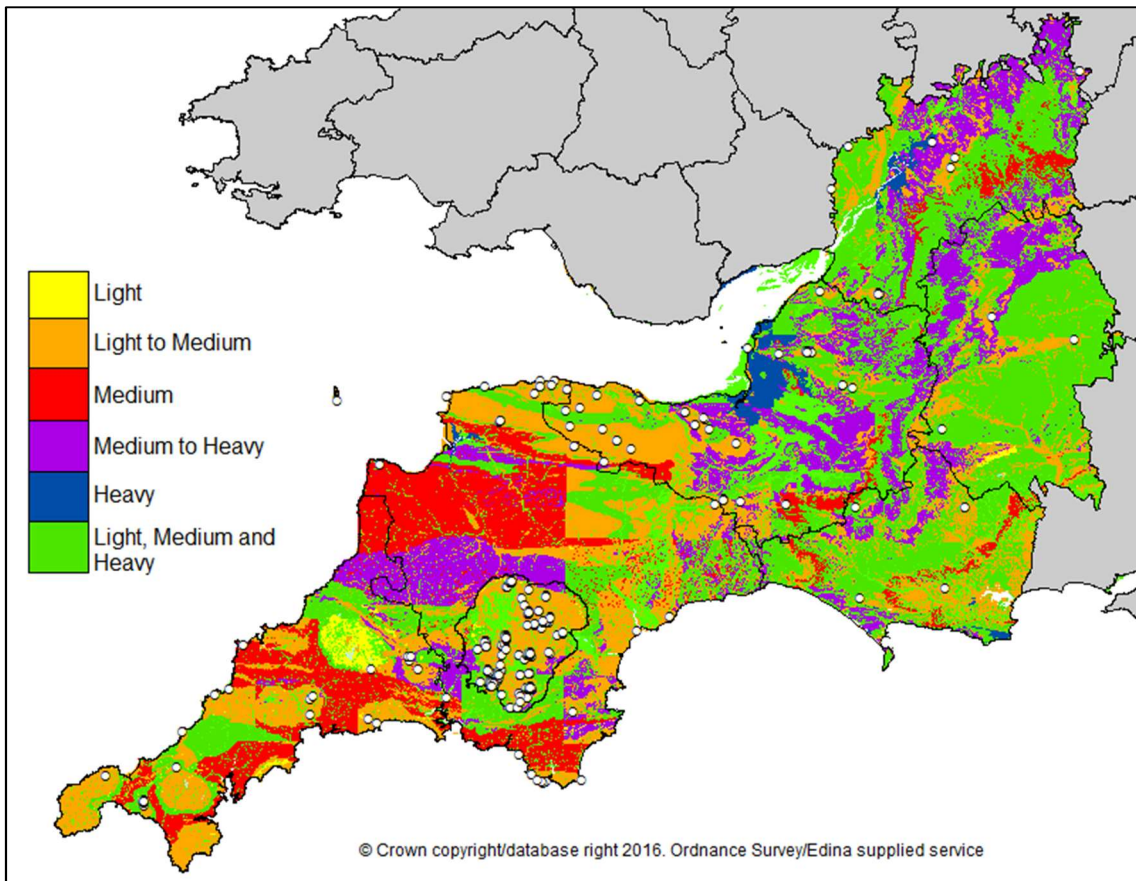 Light
Light to Medium
Medium
Medium to Heavy
Heavy
Light, Medium and
Heavy
© Crown copyright/database right 2016. Ordnance Survey/Edina supplied service